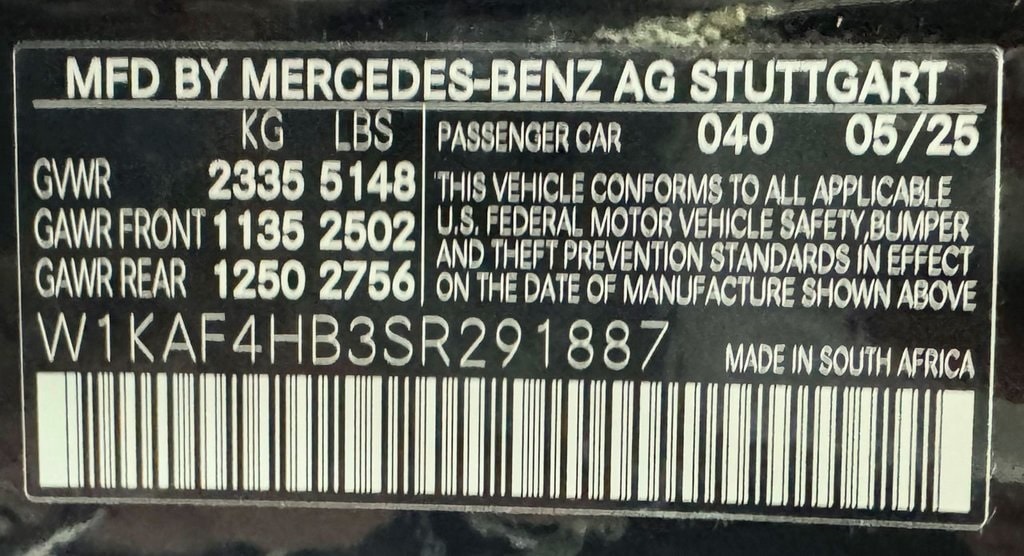 MFD BY MERCEDES-BENZ AG STUTTGART
KG LBS
GVWR 2335 5148
GAWR FRONT 1135 2502
GAWR REAR 1250 2756
PASSENGER CAR 040 05/25
THIS VEHICLE CONFORMS TO ALL APPLICABLE
U.S. FEDERAL MOTOR VEHICLE SAFETY,BUMPER
AND THEFT PREVENTION STANDARDS IN EFFECT
ON THE DATE OF MANUFACTURE SHOWN ABOVE
W1KAF4HB3SR291887
MADE IN SOUTH AFRICA